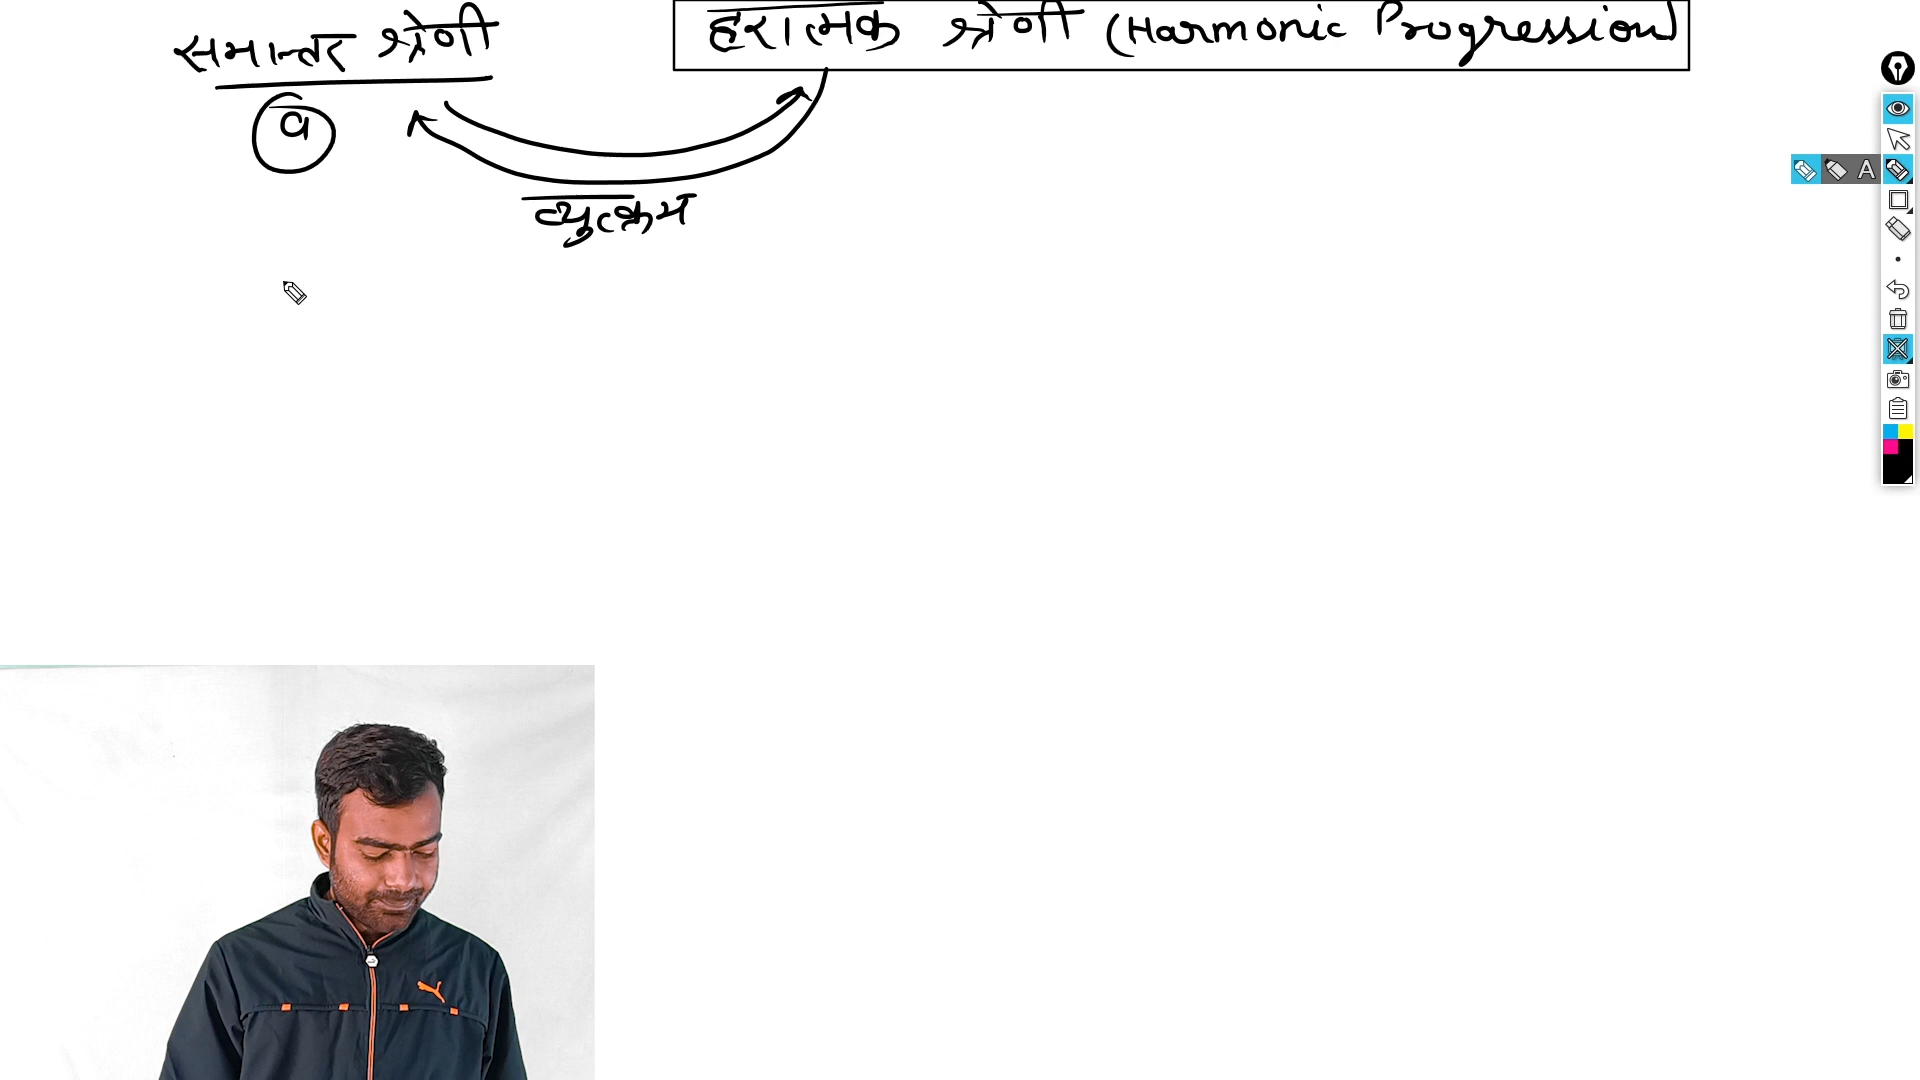 समान्तर श्रेणी
हरात्मक श्रेणी (Harmonic Progression)
a
व्युत्क्रम